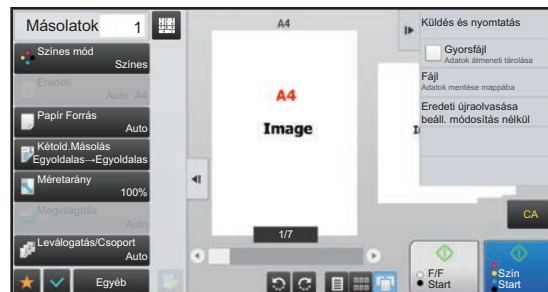 Másolatok 1
Színes mód
Színes
Eredeti
Auto A4
Papír Forrás
Auto
Kétold.Másolás
Egyoldalas→Egyoldalas
Méretarány
100%
Megvilágítás
Auto
Leválogatás/Csoport
Auto
Egyéb
A4
A4
Image
1/7
Küldés és nyomtatás
Gyorsfájl
Adatok átmeneti tárolása
Fájl
Adatok mentése mappába
Eredeti újraolvasása
beáll. módosítás nélkül
CA
F/F
Start
Szín
Start